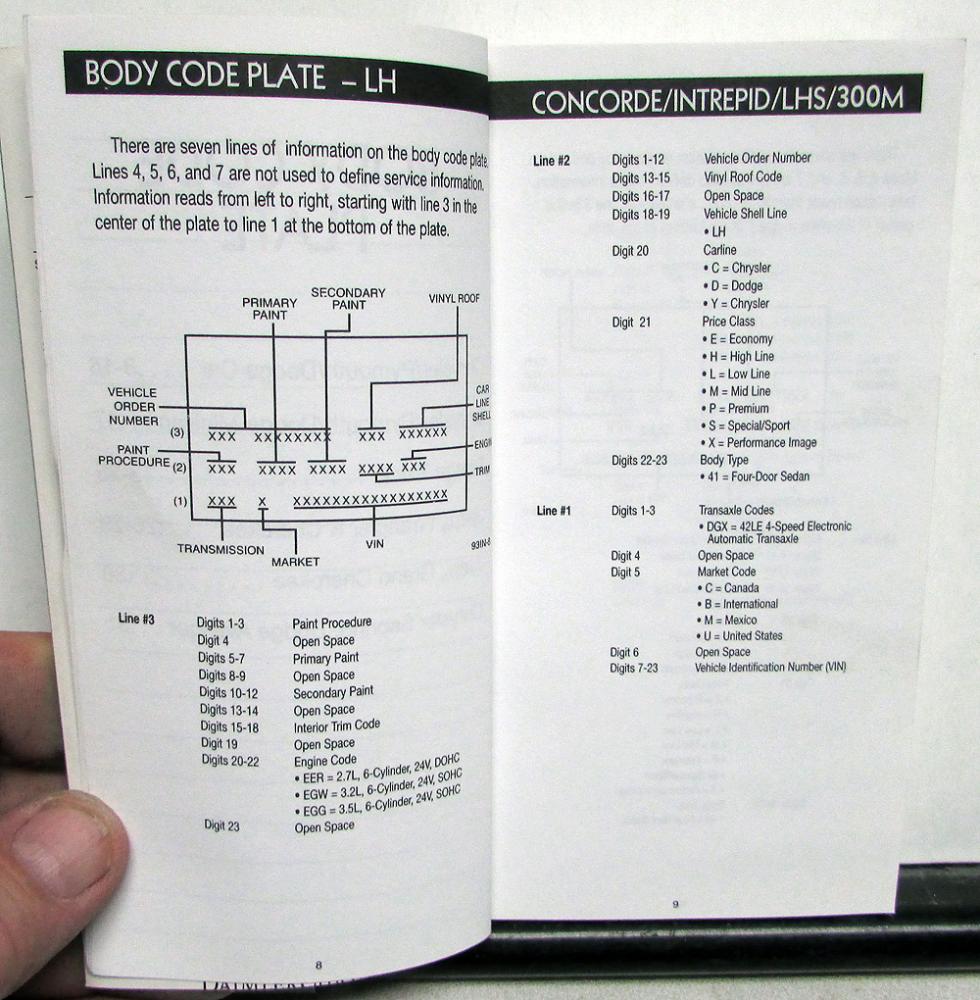 BODY CODE PLATE – LH
There are seven lines of information on the body code plate.
Lines 4, 5, 6, and 7 are not used to define service information.
Information reads from left to right, starting with line 3 in the
center of the plate to line 1 at the bottom of the plate.
PRIMARY
PAINT
SECONDARY
PAINT
VINYL ROOF
VEHICLE
ORDER
NUMBER
CAR
LINE
SHELL
(3) XXX XXXXXXXXX XXX XXXXXX
PAINT
PROCEDURE
(2) XXX XXXX XXXX XXXX XXX
TRIM
(1) XXX X XXXXXXXXXXXXXXXXX
TRANSMISSION
MARKET
VIN
Line #3 Digits 1-3 Paint Procedure
Digit 4 Open Space
Digits 5-7 Primary Paint
Digits 8-9 Open Space
Digits 10-12 Secondary Paint
Digits 13-14 Open Space
Digits 15-18 Interior Trim Code
Digit 19 Open Space
Digits 20-22 Engine Code
• EER = 2.7L, 6-Cylinder, 24V, DOHC
• EGW = 3.2L, 6-Cylinder, 24V, SOHC
• EGG = 3.5L, 6-Cylinder, 24V, SOHC
Digit 23 Open Space
8
CONCORDE/INTREPID/LHS/300M
Line #2 Digits 1-12 Vehicle Order Number
Digits 13-15 Vinyl Roof Code
Digits 16-17 Open Space
Digits 18-19 Vehicle Shell Line
• LH
Digit 20 Carline
• C = Chrysler
• D = Dodge
• Y = Chrysler
Digit 21 Price Class
• E = Economy
• H = High Line
• L = Low Line
• M = Mid Line
• P = Premium
• S = Special/Sport
• X = Performance Image
Digits 22-23 Body Type
• 41 = Four-Door Sedan
Line #1 Digits 1-3 Transaxle Codes
• DGX = 42LE 4-Speed Electronic
Automatic Transaxle
Digit 4 Open Space
Digit 5 Market Code
• C = Canada
• B = International
• M = Mexico
• U = United States
Digit 6 Open Space
Digits 7-23 Vehicle Identification Number (VIN)
9